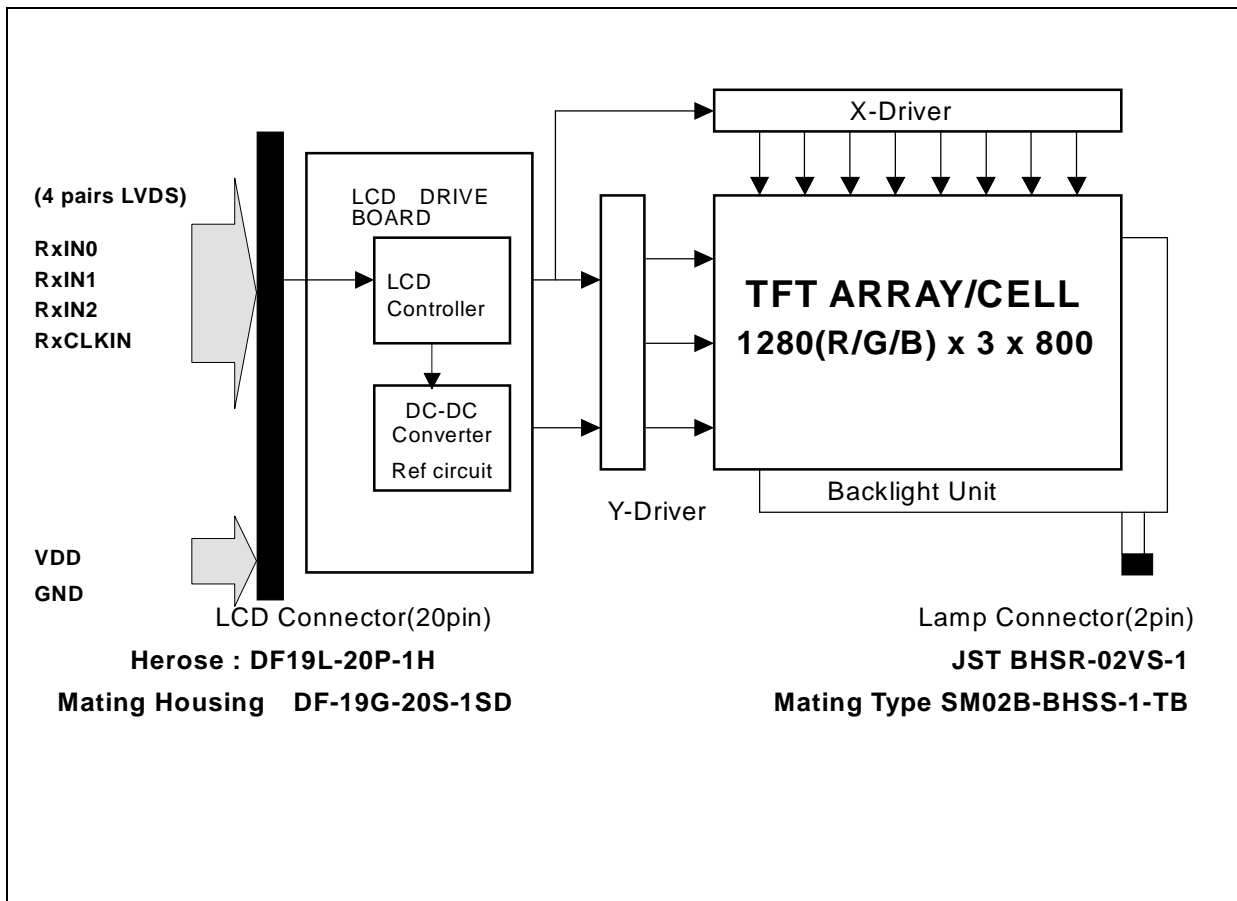 X-Driver
(4 pairs LVDS)
RxIN0
RxIN1
RxIN2
RxCLKIN
LCD DRIVE
BOARD
LCD
Controller
DC-DC
Converter
Ref circuit
TFT ARRAY/CELL
1280(R/G/B) x 3 x 800
Y-Driver
Backlight Unit
VDD
GND
LCD Connector(20pin)
Herose : DF19L-20P-1H
Mating Housing DF-19G-20S-1SD
Lamp Connector(2pin)
JST BHSR-02VS-1
Mating Type SM02B-BHSS-1-TB